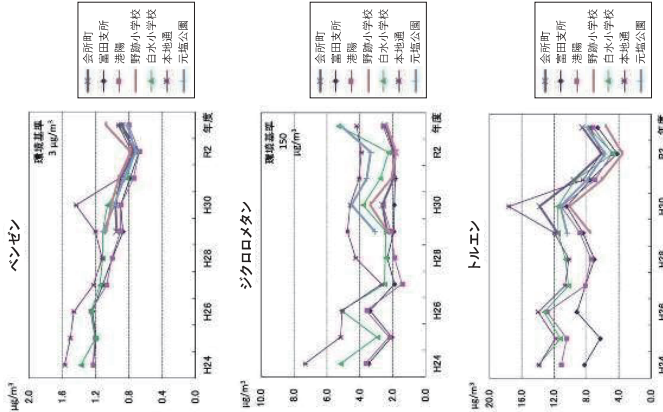 ベンゼン
μg/m³
2.0
1.6
1.2
0.8
0.4
0.0
環境基準
3 μg/m³
H24
H26
H28
H30
R2
年度
会所町
富田支所
港陽
野跡小学校
白水小学校
本地通
元塩公園
ジクロロメタン
μg/m³
10.0
8.0
6.0
4.0
2.0
0.0
環境基準
150
μg/m³
H24
H26
H28
H30
R2
年度
会所町
富田支所
港陽
野跡小学校
白水小学校
本地通
元塩公園
トルエン
μg/m³
20.0
16.0
12.0
8.0
4.0
0.0
H24
H26
H28
H30
R2
年度
会所町
富田支所
港陽
野跡小学校
白水小学校
本地通
元塩公園